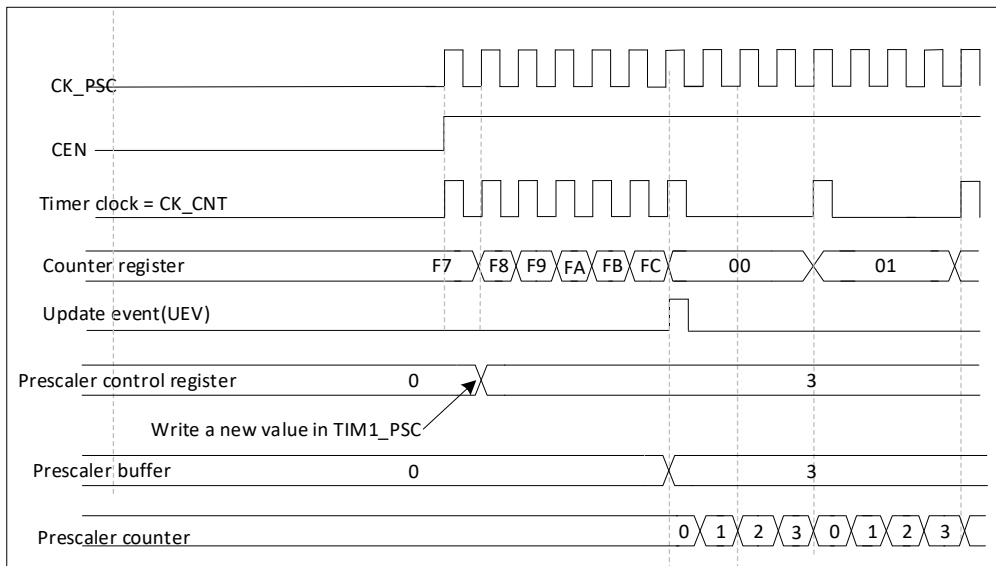 CK_PSC
CEN
Timer clock = CK_CNT
Counter register F7 F8 F9 FA FB FC 00 01
Update event(UEV)
Prescaler control register 0 3
Write a new value in TIM1_PSC
Prescaler buffer 0 3
Prescaler counter 0 1 2 3 0 1 2 3